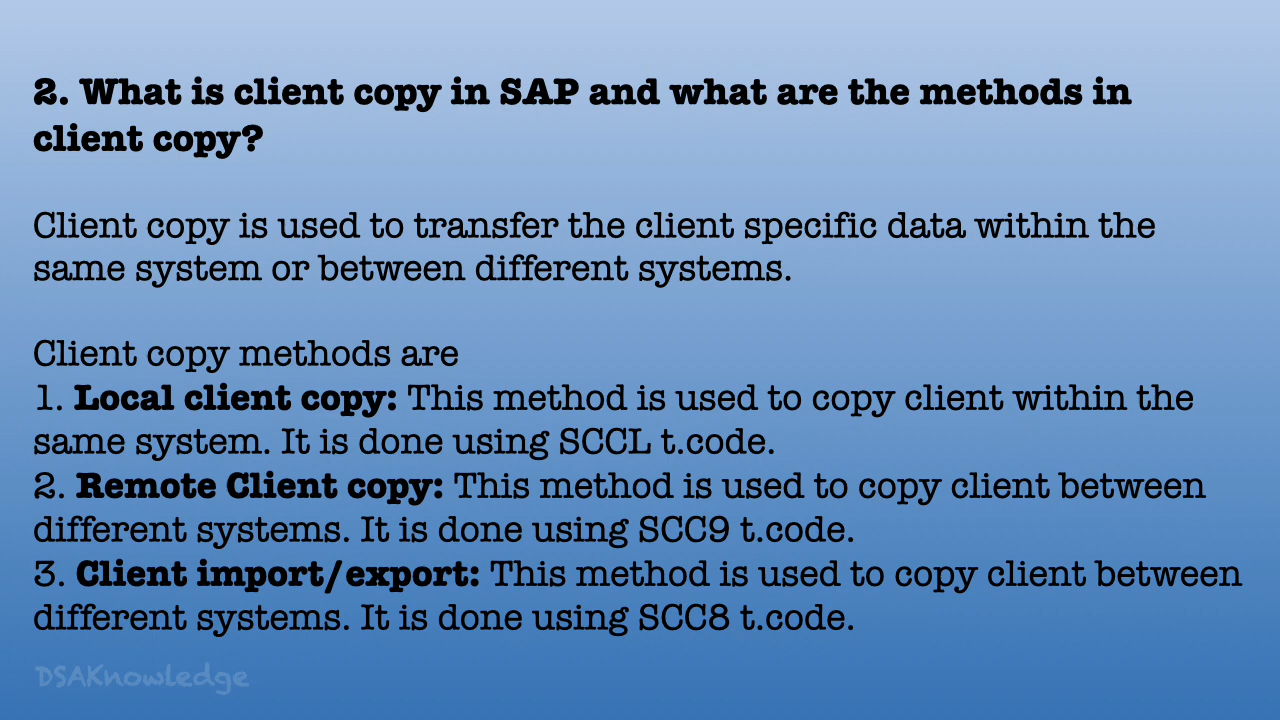 2. What is client copy in SAP and what are the methods in
client copy?
Client copy is used to transfer the client specific data within the
same system or between different systems.
Client copy methods are
1. Local client copy: This method is used to copy client within the
same system. It is done using SCCL t.code.
2. Remote Client copy: This method is used to copy client between
different systems. It is done using SCC9 t.code.
3. Client import/export: This method is used to copy client between
different systems. It is done using SCC8 t.code.
DSAKnowledge